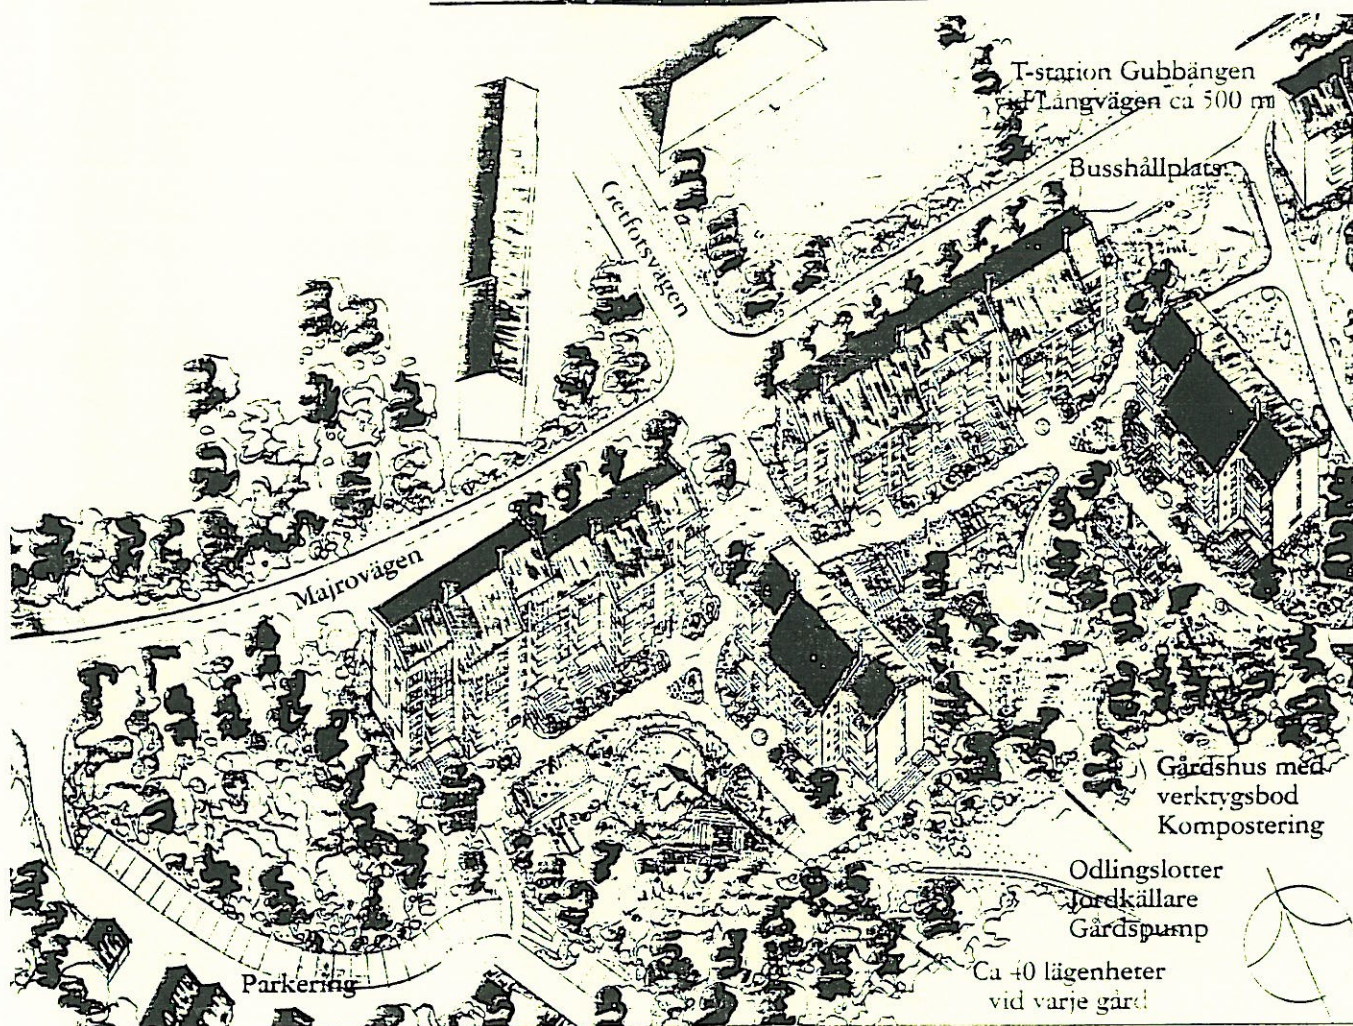 T-station Gubbängen
vid Långvägen ca 500 m
Busshållplats
Getfotsvägen
Majrovägen
Gårdshus med
verktygsbod
Kompostering
Odlingslotter
Jordkällare
Gårdspump
Ca 40 lägenheter
vid varje gård
Parkering